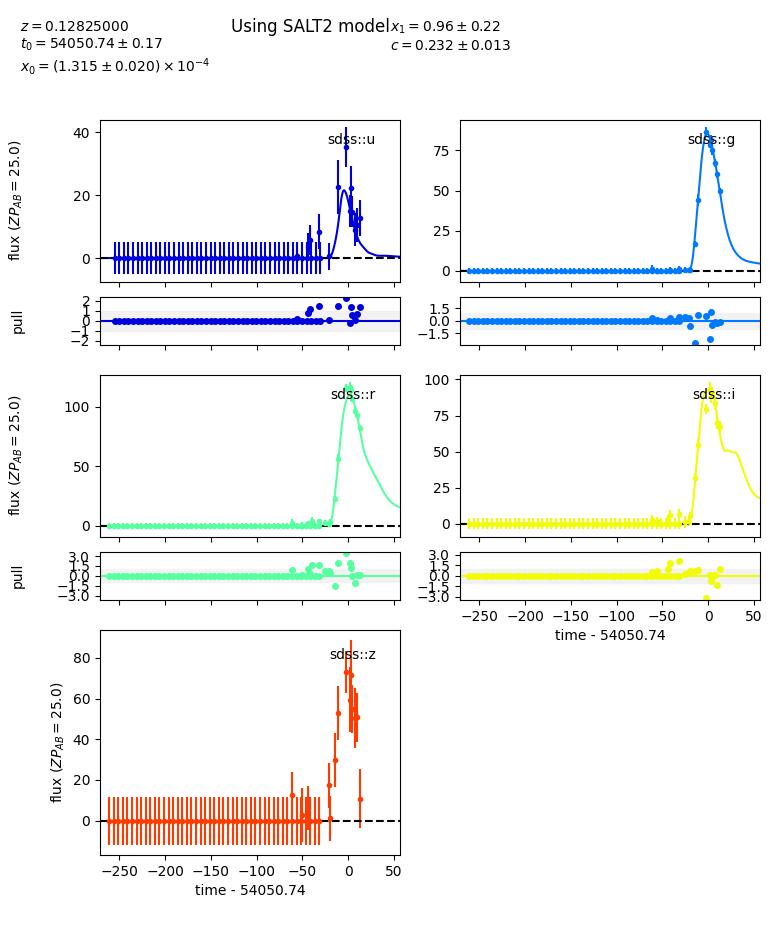 z = 0.12825000
Using SALT2 model
x1 = 0.96 ± 0.22
t0 = 54050.74 ± 0.17
c = 0.232 ± 0.013
x0 = (1.315 ± 0.020) × 10−4
flux (ZPAB = 25.0)
40
20
0
sdss::u
75
50
25
0
sdss::g
pull
2
1
0
−1
−2
1.5
0.0
−1.5
flux (ZPAB = 25.0)
100
50
0
sdss::r
100
75
50
25
0
sdss::i
pull
3.0
1.5
0.0
−1.5
−3.0
3.0
1.5
0.0
−1.5
−3.0
−250 −200 −150 −100 −50 0 50
time - 54050.74
flux (ZPAB = 25.0)
80
60
40
20
0
sdss::z
−250 −200 −150 −100 −50 0 50
time - 54050.74